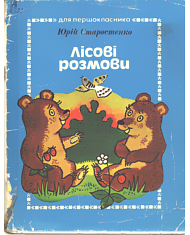 для першокласника
Юрій Старостенко
лісові
розмови